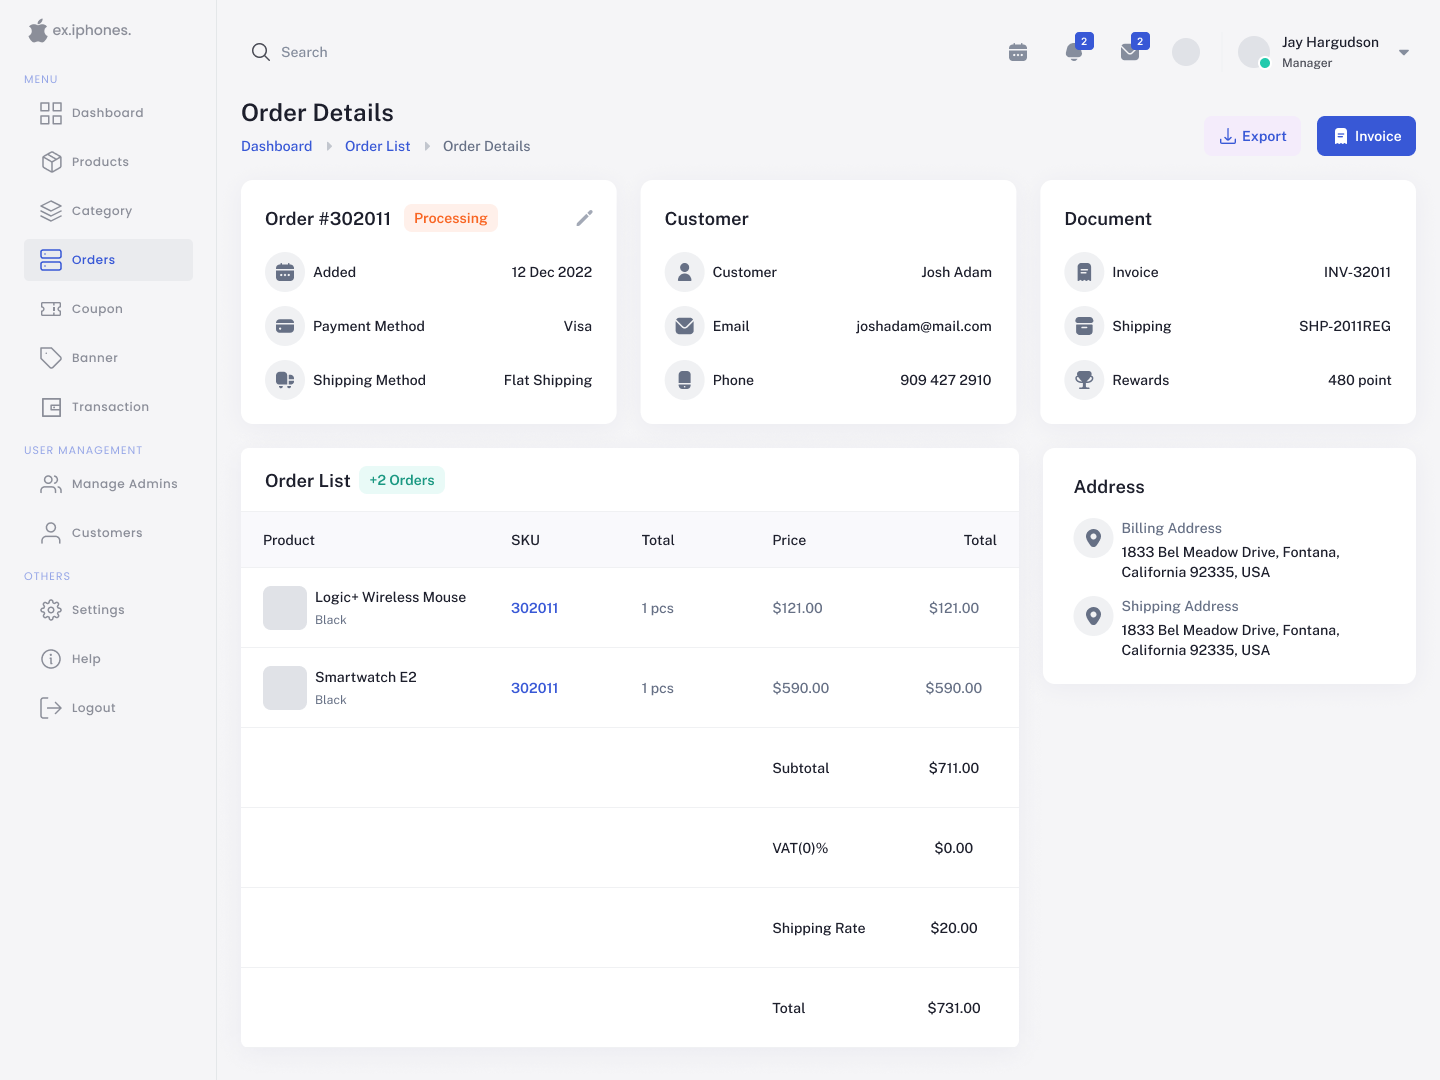 ex.iphones.
MENU
Dashboard
Products
Category
Orders
Coupon
Banner
Transaction
USER MANAGEMENT
Manage Admins
Customers
OTHERS
Settings
Help
Logout
Search
2
2
Jay Hargudson
Manager
Order Details
Dashboard Order List Order Details
Export
Invoice
Order #302011 Processing
Added 12 Dec 2022
Payment Method Visa
Shipping Method Flat Shipping
Customer
Customer Josh Adam
Email joshadam@mail.com
Phone 909 427 2910
Document
Invoice INV-32011
Shipping SHP-2011REG
Rewards 480 point
Order List +2 Orders
Product SKU Total Price Total
Logic+ Wireless Mouse
Black
302011 1 pcs $121.00 $121.00
Smartwatch E2
Black
302011 1 pcs $590.00 $590.00
Subtotal $711.00
VAT(0)% $0.00
Shipping Rate $20.00
Total $731.00
Address
Billing Address
1833 Bel Meadow Drive, Fontana,
California 92335, USA
Shipping Address
1833 Bel Meadow Drive, Fontana,
California 92335, USA